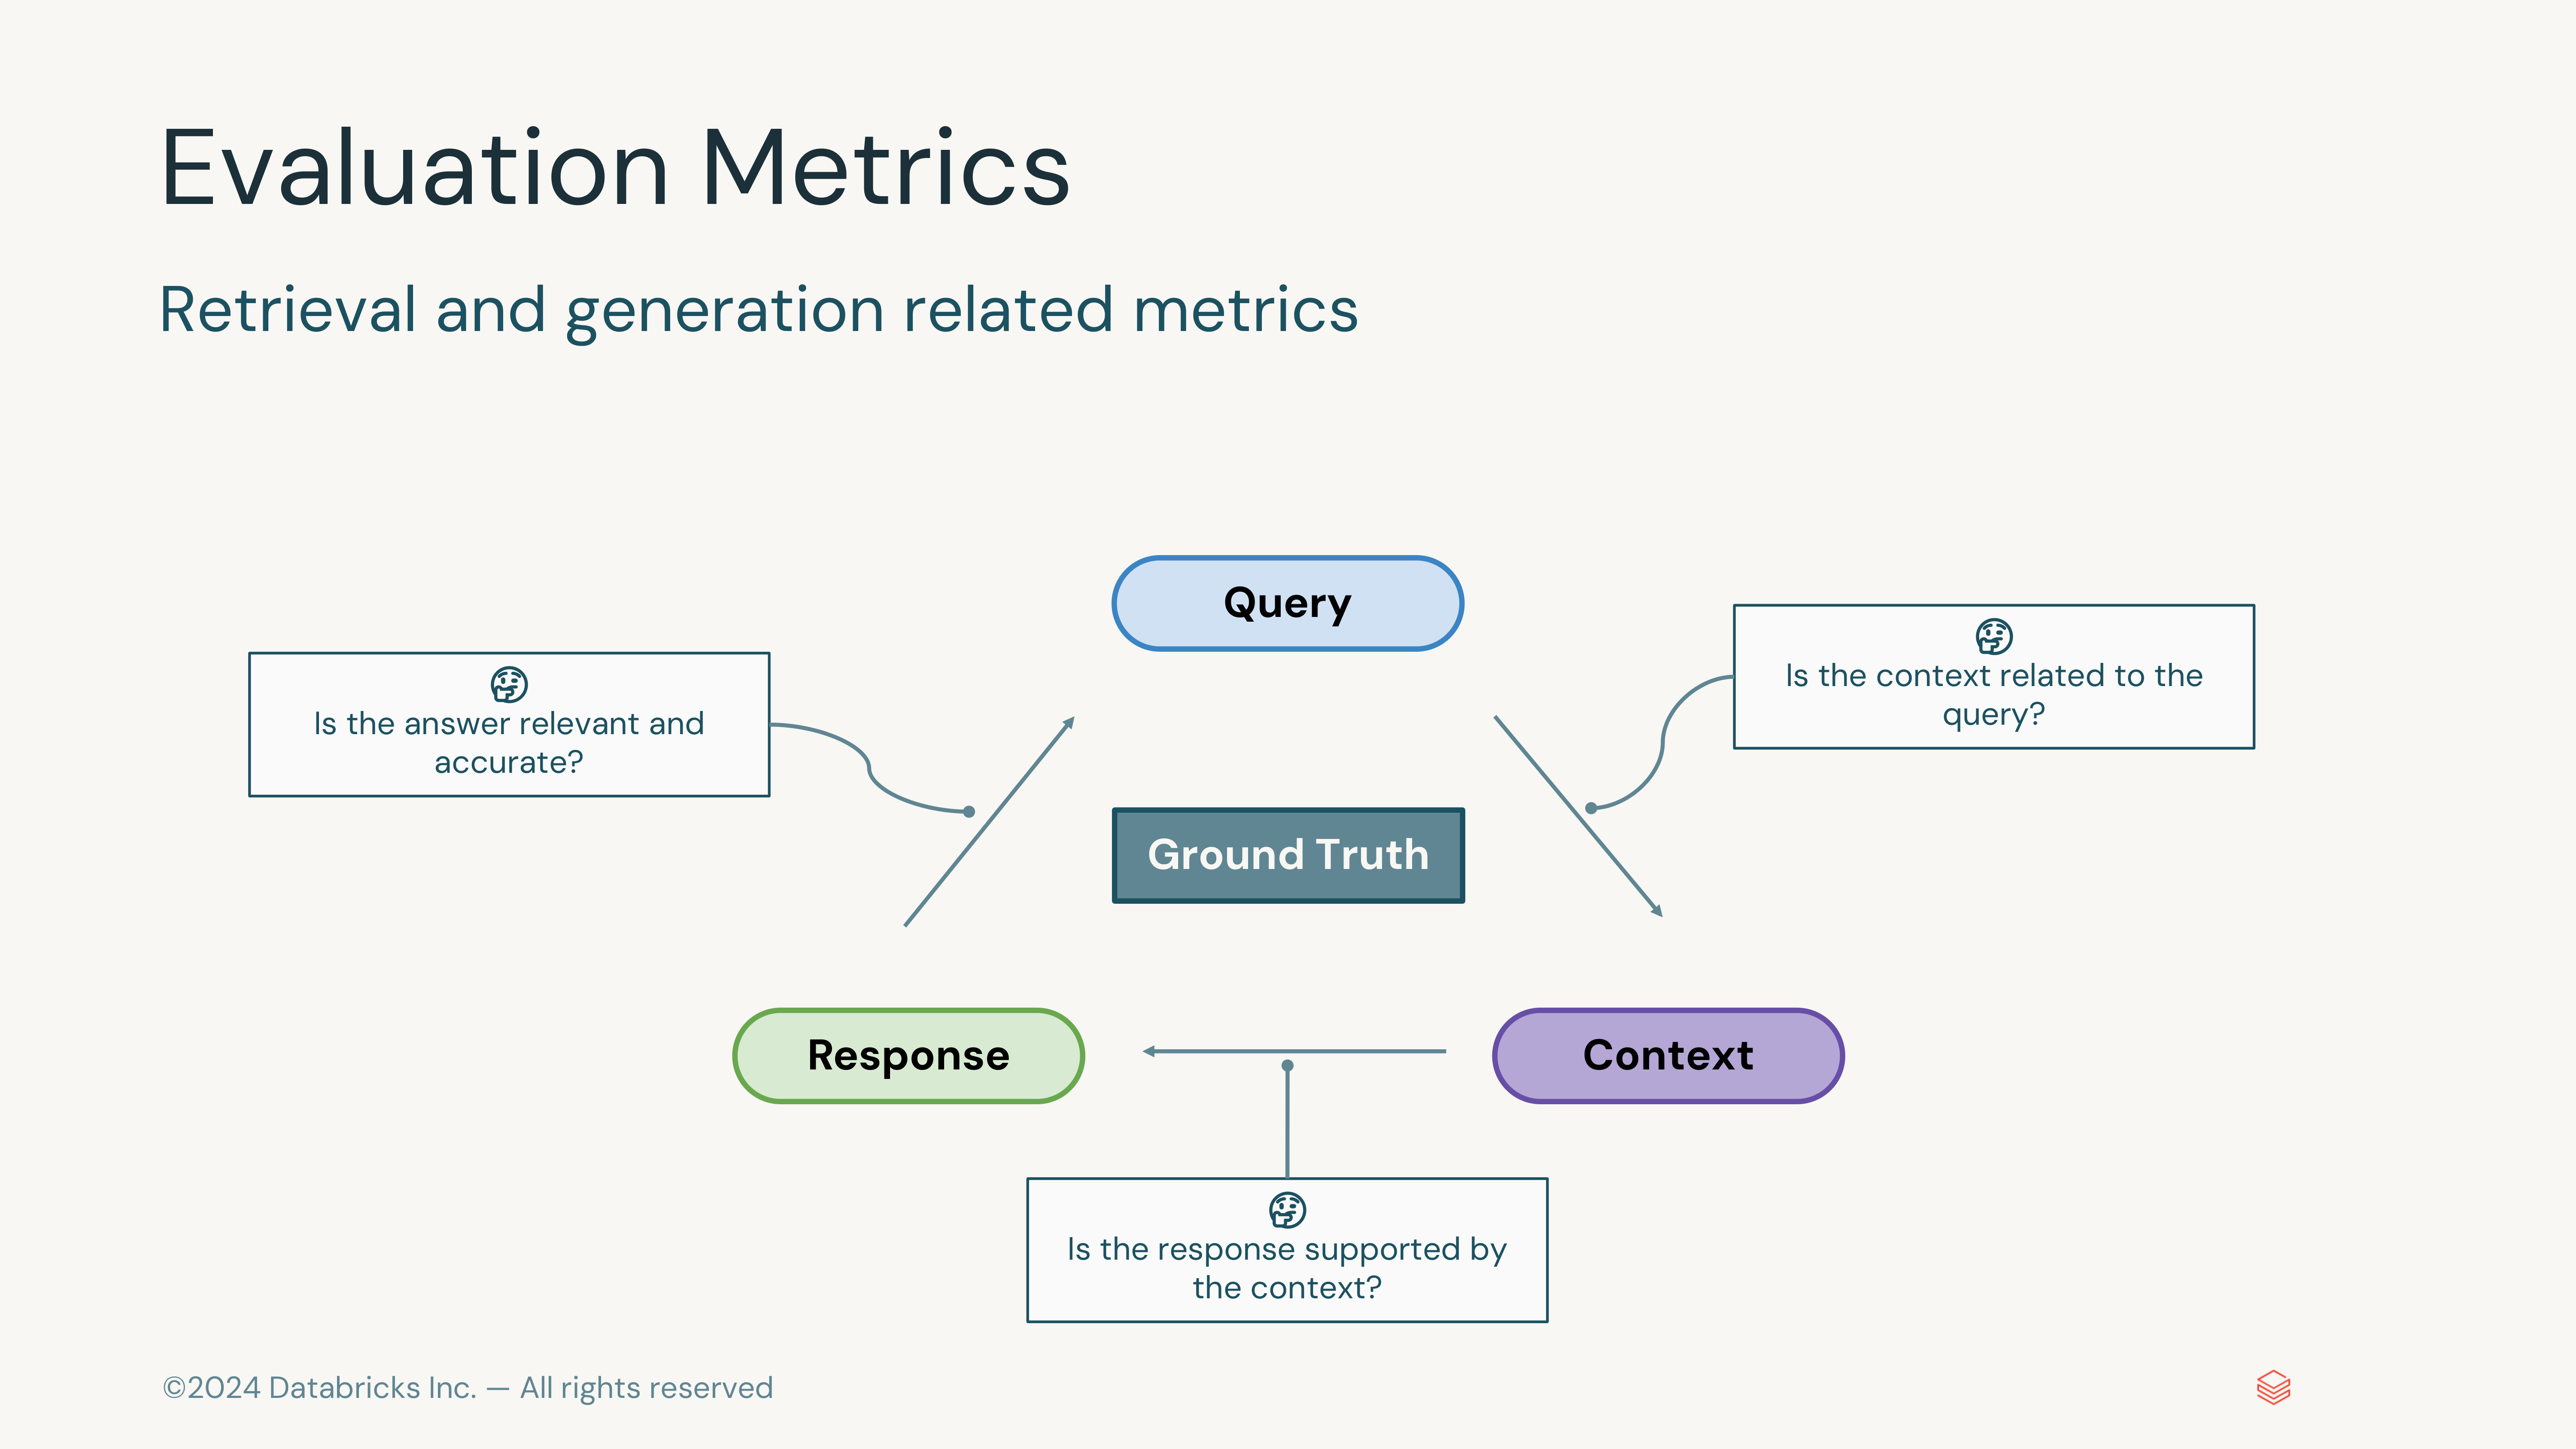 Evaluation Metrics
Retrieval and generation related metrics
Query
Is the context related to the
query?
Is the answer relevant and
accurate?
Ground Truth
Response
Context
Is the response supported by
the context?
©2024 Databricks Inc. — All rights reserved